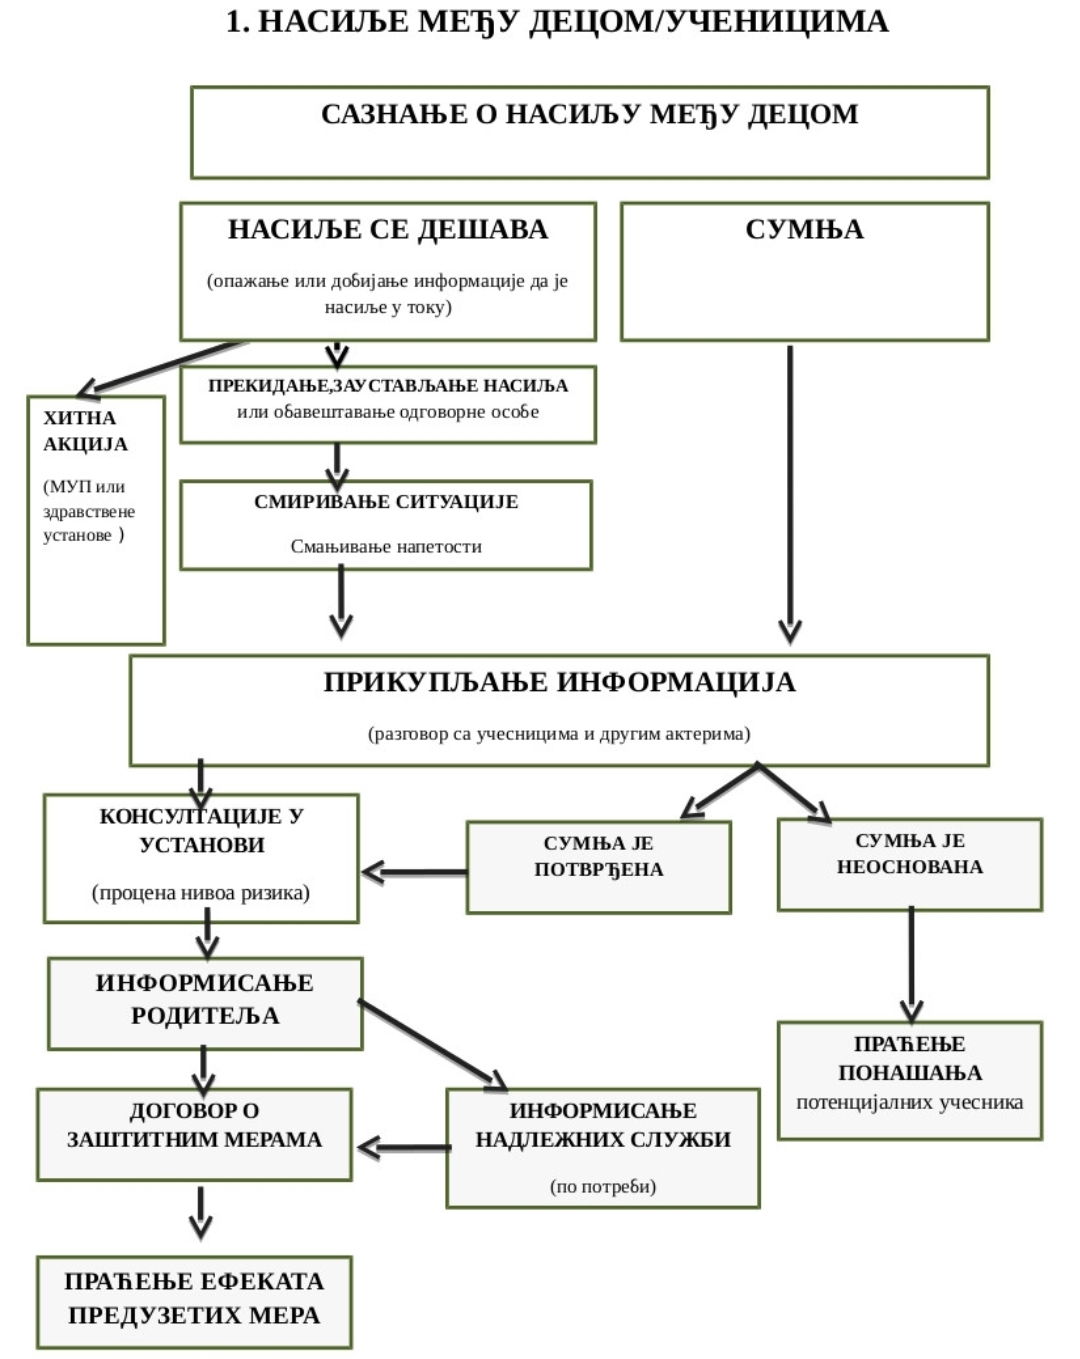 1. НАСИЉЕ МЕЂУ ДЕЦОМ/УЧЕНИЦИМА
САЗНАЊЕ О НАСИЉУ МЕЂУ ДЕЦОМ
НАСИЉЕ СЕ ДЕШАВА
(опажање или добијање информације да је
насиље у току)
СУМЊА
ПРЕКИДАЊЕ,ЗАУСТАВЉАЊЕ НАСИЉА
или обавештавање одговорне особе
ХИТНА
АКЦИЈА
(МУП или
здравствене
установе )
СМИРИВАЊЕ СИТУАЦИЈЕ
Смањивање напетости
ПРИКУПЉАЊЕ ИНФОРМАЦИЈА
(разговор са учесницима и другим актерима)
КОНСУЛТАЦИЈЕ У
УСТАНОВИ
(процена нивоа ризика)
СУМЊА ЈЕ
ПОТВРЂЕНА
СУМЊА ЈЕ
НЕОСНОВАНА
ИНФОРМИСАЊЕ
РОДИТЕЉА
ПРАЋЕЊЕ
ПОНАШАЊА
потенцијалних учесника
ДОГОВОР О
ЗАШТИТНИМ МЕРАМА
ИНФОРМИСАЊЕ
НАДЛЕЖНИХ СЛУЖБИ
(по потреби)
ПРАЋЕЊЕ ЕФЕКАТА
ПРЕДУЗЕТИХ МЕРА